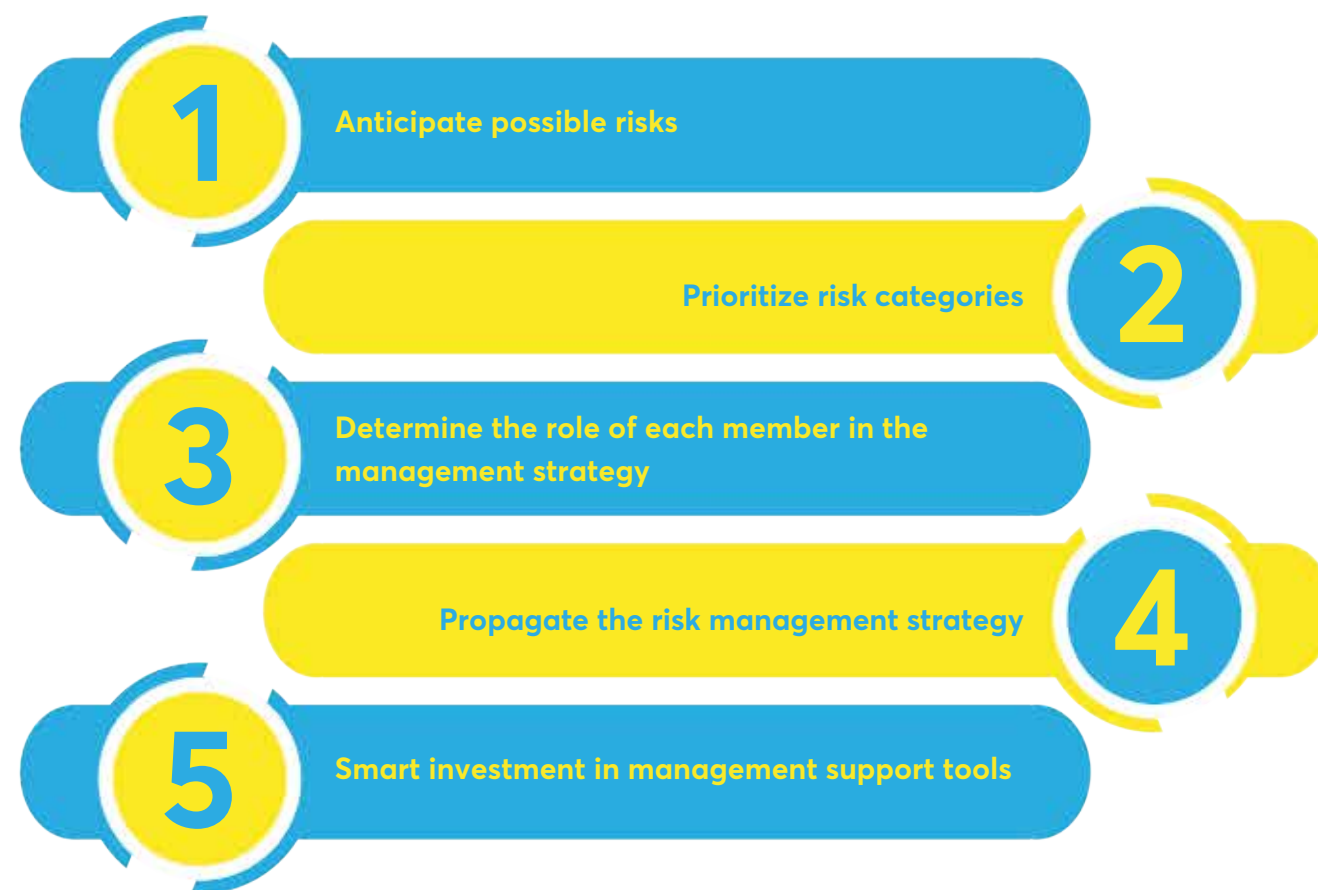 1
Anticipate possible risks
2
Prioritize risk categories
3
Determine the role of each member in the
management strategy
4
Propagate the risk management strategy
5
Smart investment in management support tools